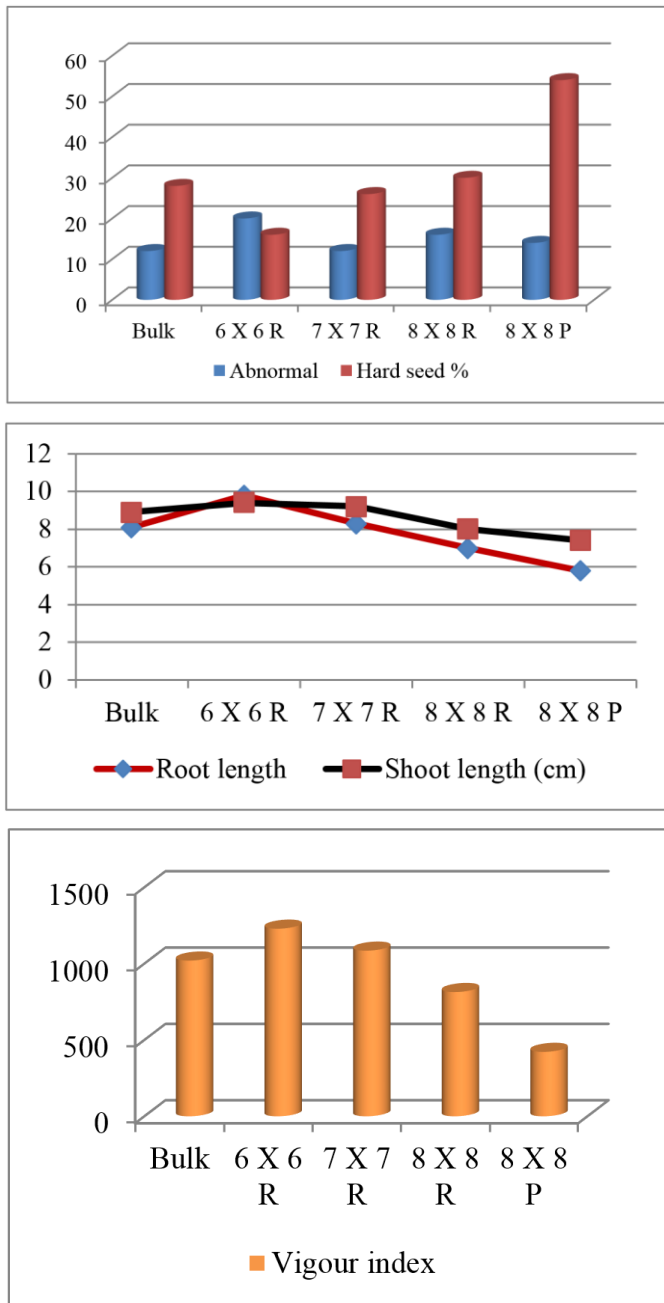 60
50
40
30
20
10
0
Bulk 6 X 6 R 7 X 7 R 8 X 8 R 8 X 8 P
Abnormal Hard seed %
12
10
8
6
4
2
0
Bulk 6 X 6 R 7 X 7 R 8 X 8 R 8 X 8 P
Root length Shoot length (cm)
1500
1000
500
0
Bulk 6 X 6 7 X 7 8 X 8 8 X 8
R R R P
Vigour index